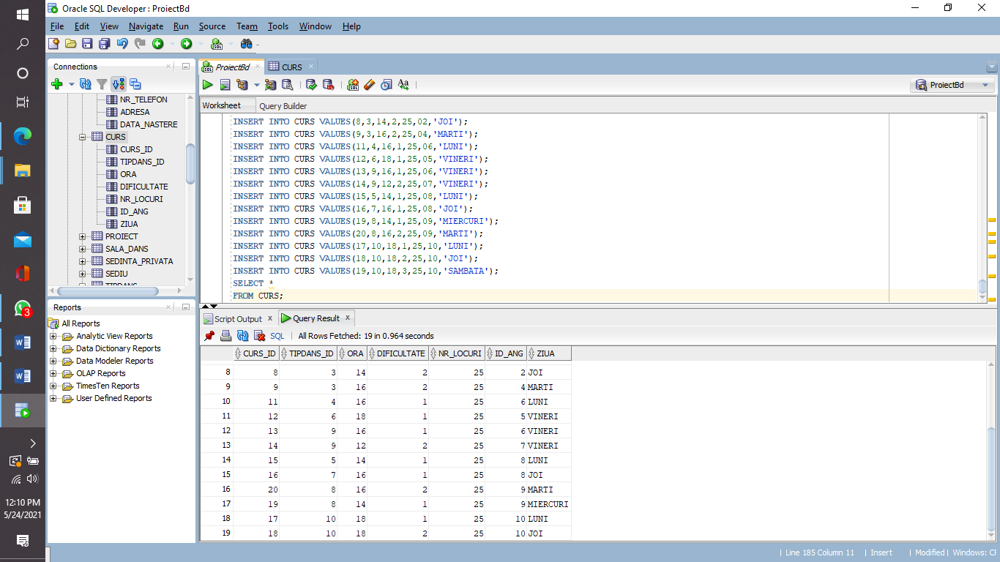 Oracle SQL Developer : ProiectBd
File Edit View Navigate Run Source Team Tools Window Help
Connections
NR_TELEFON
ADRESA
DATA_NASTERE
CURS
CURS_ID
TIPDANS_ID
ORA
DIFICULTATE
NR_LOCURI
ID_ANG
ZIUA
PROIECT
SALA_DANS
SEDINTA_PRIVATA
SEDIU
TIPDANS
Reports
All Reports
Analytic View Reports
Data Dictionary Reports
Data Modeler Reports
OLAP Reports
TimesTen Reports
User Defined Reports
ProiectBd CURS
SQL Aa ProiectBd
Worksheet Query Builder
INSERT INTO CURS VALUES(8,3,14,2,25,02,'JOI');
INSERT INTO CURS VALUES(9,3,16,2,25,04,'MARTI');
INSERT INTO CURS VALUES(11,4,16,1,25,06,'LUNI');
INSERT INTO CURS VALUES(12,6,18,1,25,05,'VINERI');
INSERT INTO CURS VALUES(13,9,16,1,25,06,'VINERI');
INSERT INTO CURS VALUES(14,9,12,2,25,07,'VINERI');
INSERT INTO CURS VALUES(15,5,14,1,25,08,'LUNI');
INSERT INTO CURS VALUES(16,7,16,1,25,08,'JOI');
INSERT INTO CURS VALUES(19,8,14,1,25,09,'MIERCURI');
INSERT INTO CURS VALUES(20,8,16,2,25,09,'MARTI');
INSERT INTO CURS VALUES(17,10,18,1,25,10,'LUNI');
INSERT INTO CURS VALUES(18,10,18,2,25,10,'JOI');
INSERT INTO CURS VALUES(19,10,18,3,25,10,'SAMBATA');
SELECT *
FROM CURS;
Script Output x Query Result x
SQL | All Rows Fetched: 19 in 0.964 seconds
CURS_ID TIPDANS_ID ORA DIFICULTATE NR_LOCURI ID_ANG ZIUA
8 8 3 14 2 25 2 JOI
9 9 3 16 2 25 4 MARTI
10 11 4 16 1 25 6 LUNI
11 12 6 18 1 25 5 VINERI
12 13 9 16 1 25 6 VINERI
13 14 9 12 2 25 7 VINERI
14 15 5 14 1 25 8 LUNI
15 16 7 16 1 25 8 JOI
16 20 8 16 2 25 9 MARTI
17 19 8 14 1 25 9 MIERCURI
18 17 10 18 1 25 10 LUNI
19 18 10 18 2 25 10 JOI
| Line 185 Column 11 | Insert | Modified | Windows: CF
3
12:10 PM
5/24/2021